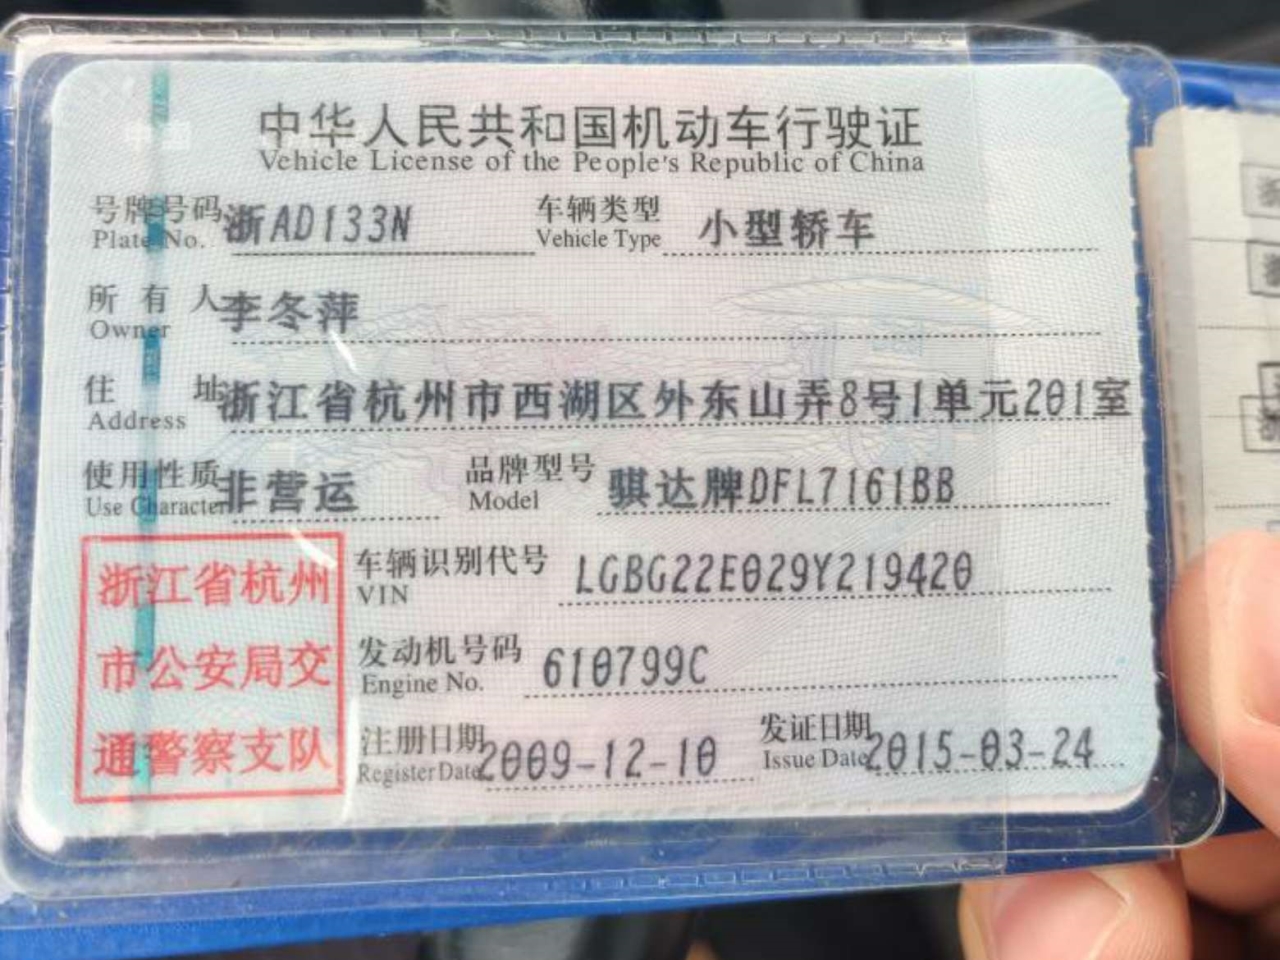 中华人民共和国机动车行驶证
Vehicle License of the People's Republic of China
号牌号码 浙AD133N 车辆类型 小型轿车
Plate No. Vehicle Type
所有人 李冬萍
Owner
住址 浙江省杭州市西湖区外东山弄8号1单元201室
Address
使用性质 非营运 品牌型号 骐达牌DFL7161BB
Use Character Model
浙江省杭州
市公安局交
通警察支队
车辆识别代号 LGBG22E029Y219420
VIN
发动机号码 610799C
Engine No.
注册日期 2009-12-10 发证日期 2015-03-24
Register Date Issue Date